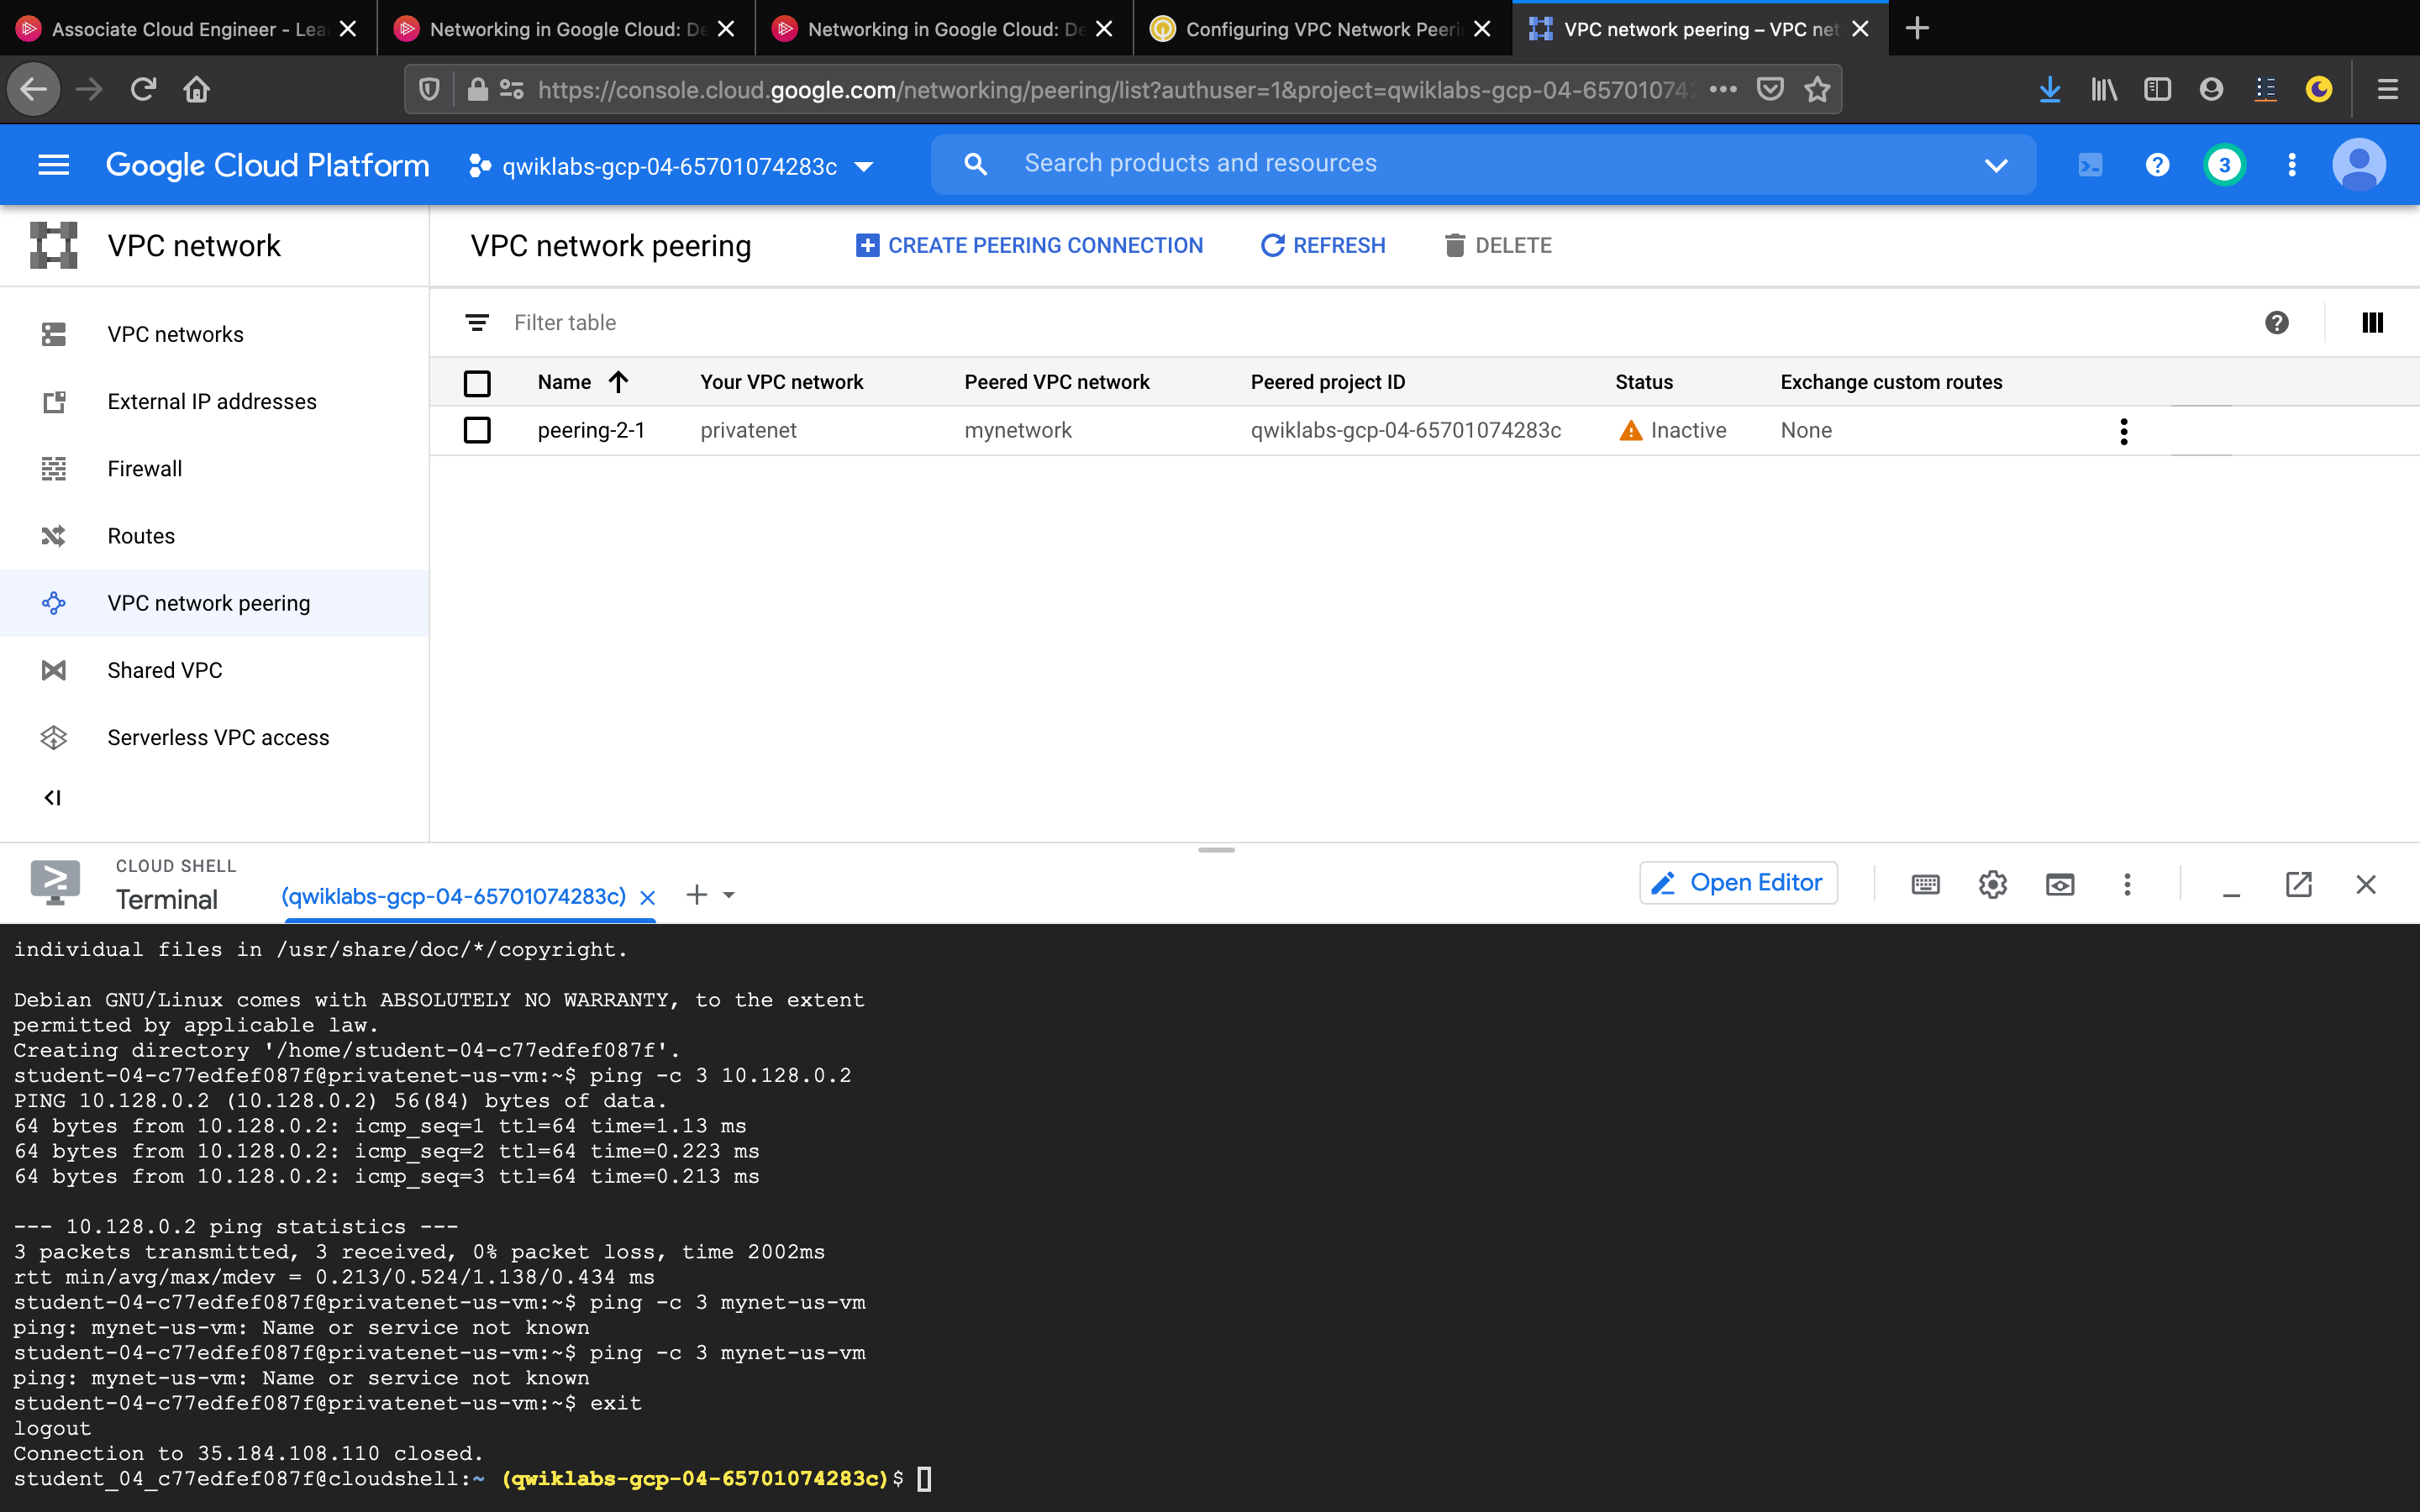 Associate Cloud Engineer - Lea
Networking in Google Cloud: De
Networking in Google Cloud: De
Configuring VPC Network Peeri
VPC network peering – VPC net
https://console.cloud.google.com/networking/peering/list?authuser=1&project=qwiklabs-gcp-04-657010742
Google Cloud Platform
qwiklabs-gcp-04-65701074283c
Search products and resources
3
VPC network
VPC network peering
CREATE PEERING CONNECTION
REFRESH
DELETE
VPC networks
External IP addresses
Firewall
Routes
VPC network peering
Shared VPC
Serverless VPC access
Filter table
Name Your VPC network Peered VPC network Peered project ID Status Exchange custom routes
peering-2-1 privatenet mynetwork qwiklabs-gcp-04-65701074283c Inactive None
CLOUD SHELL
Terminal
(qwiklabs-gcp-04-65701074283c)
Open Editor
individual files in /usr/share/doc/*/copyright.
Debian GNU/Linux comes with ABSOLUTELY NO WARRANTY, to the extent
permitted by applicable law.
Creating directory '/home/student-04-c77edfef087f'.
student-04-c77edfef087f@privatenet-us-vm:~$ ping -c 3 10.128.0.2
PING 10.128.0.2 (10.128.0.2) 56(84) bytes of data.
64 bytes from 10.128.0.2: icmp_seq=1 ttl=64 time=1.13 ms
64 bytes from 10.128.0.2: icmp_seq=2 ttl=64 time=0.223 ms
64 bytes from 10.128.0.2: icmp_seq=3 ttl=64 time=0.213 ms
--- 10.128.0.2 ping statistics ---
3 packets transmitted, 3 received, 0% packet loss, time 2002ms
rtt min/avg/max/mdev = 0.213/0.524/1.138/0.434 ms
student-04-c77edfef087f@privatenet-us-vm:~$ ping -c 3 mynet-us-vm
ping: mynet-us-vm: Name or service not known
student-04-c77edfef087f@privatenet-us-vm:~$ ping -c 3 mynet-us-vm
ping: mynet-us-vm: Name or service not known
student-04-c77edfef087f@privatenet-us-vm:~$ exit
logout
Connection to 35.184.108.110 closed.
student_04_c77edfef087f@cloudshell:~ (qwiklabs-gcp-04-65701074283c)$